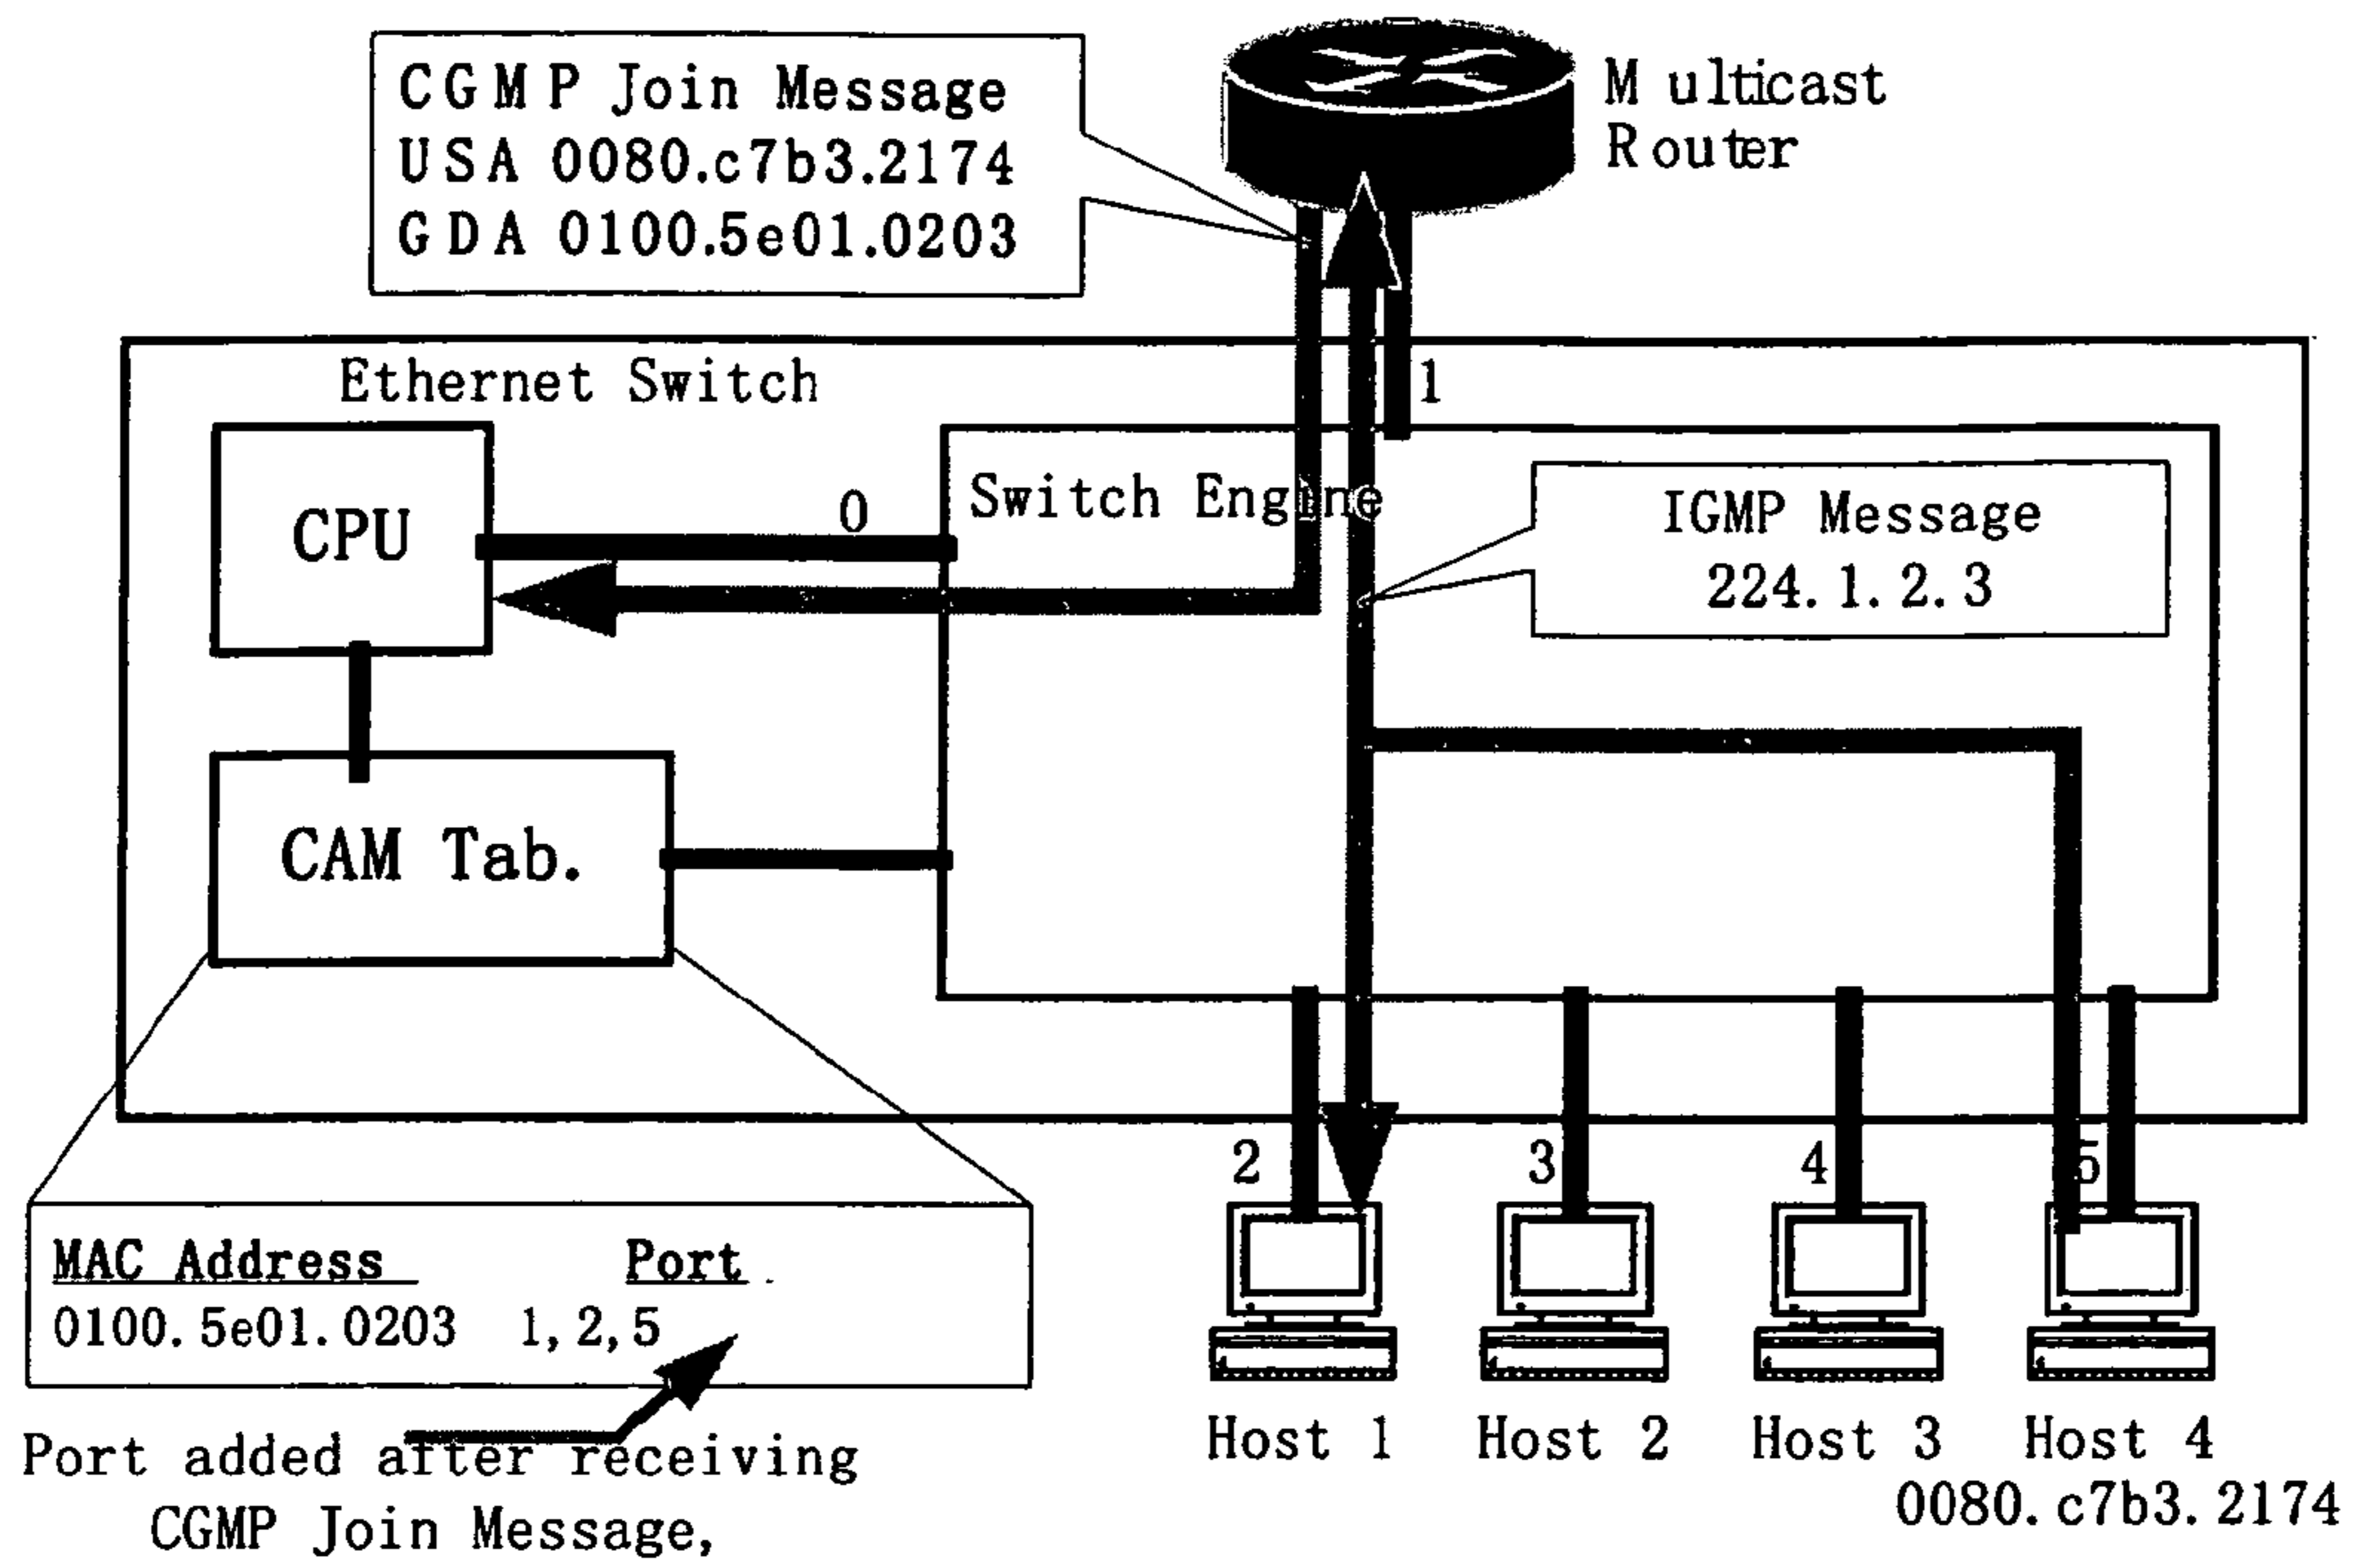 CGMP Join Message
USA 0080.c7b3.2174
GDA 0100.5e01.0203
Multicast
Router
Ethernet Switch
1
CPU
0
Switch Engine
IGMP Message
224.1.2.3
CAM Tab.
2
3
4
5
MAC Address Port
0100.5e01.0203 1,2,5
Port added after receiving
CGMP Join Message,
Host 1
Host 2
Host 3
Host 4
0080.c7b3.2174